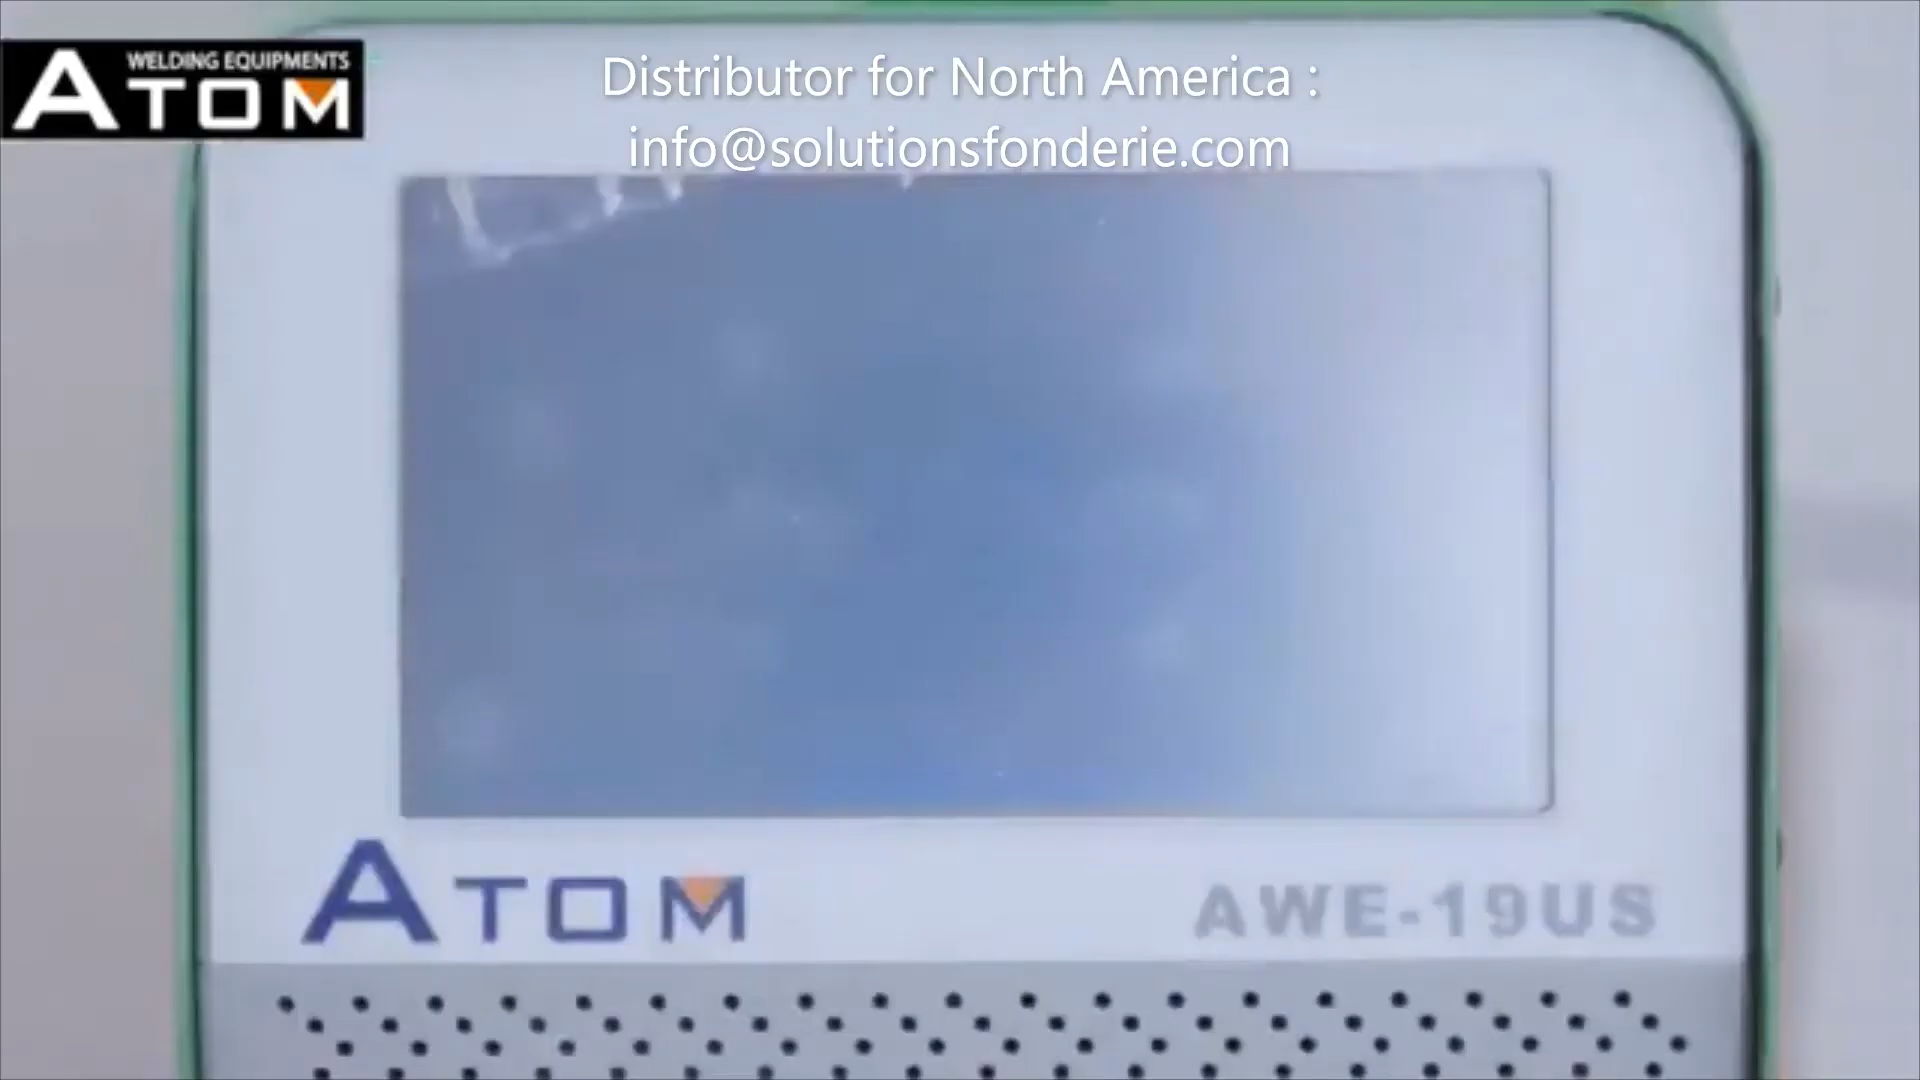 WELDING EQUIPMENTS
ATOM
Distributor for North America :
info@solutionsfonderie.com
ATOM
AWE-19US